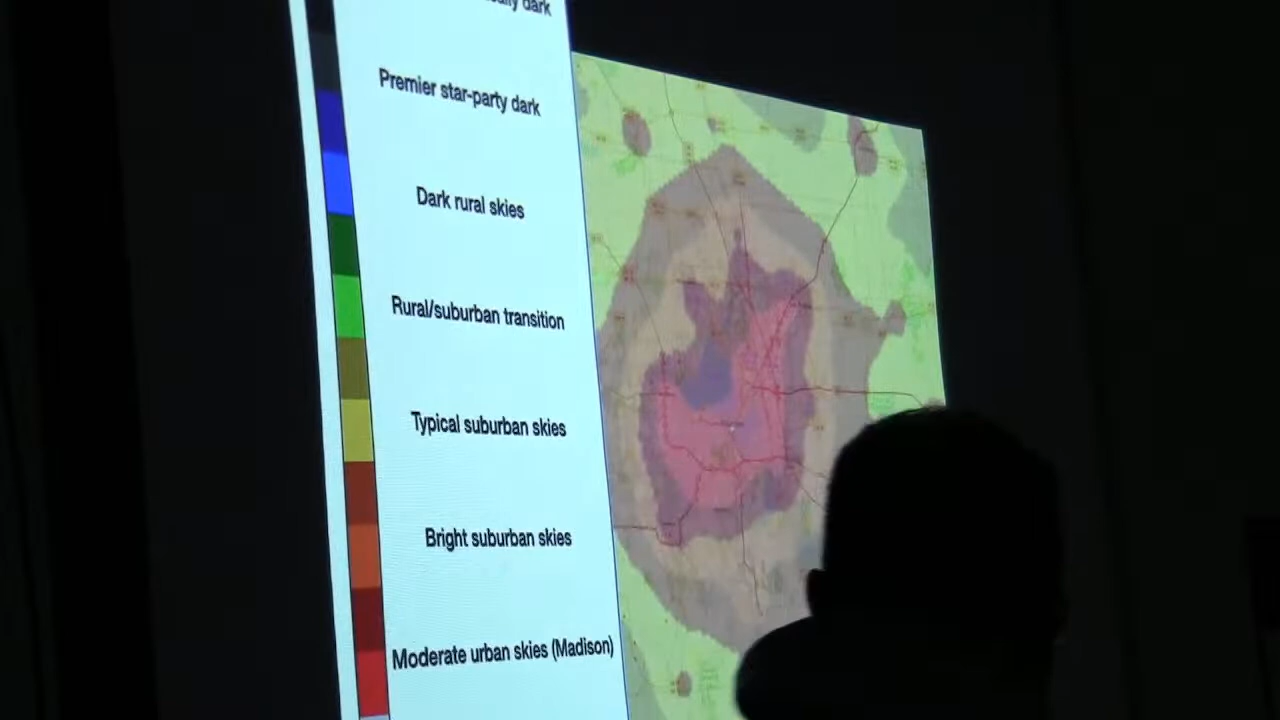 dark
Premier star-party dark
Dark rural skies
Rural/suburban transition
Typical suburban skies
Bright suburban skies
Moderate urban skies (Madison)